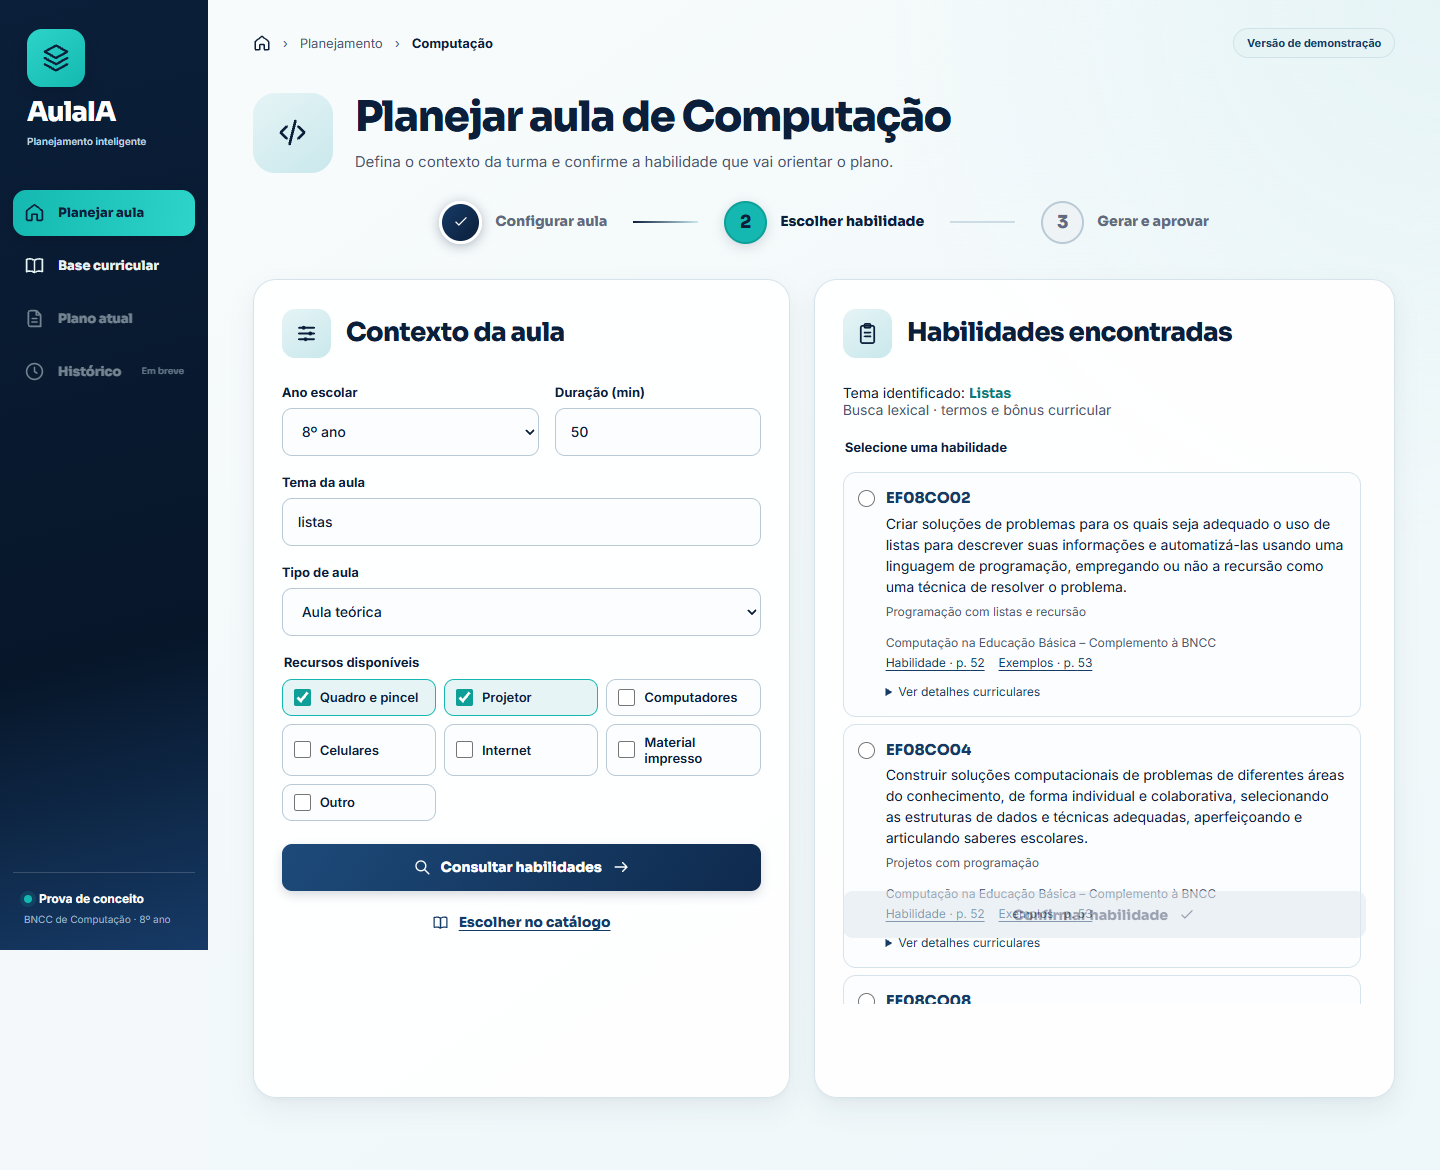 AulaIA
Planejamento inteligente
Planejar aula
Base curricular
Plano atual
Histórico Em breve
Prova de conceito
BNCC de Computação · 8º ano
› Planejamento › Computação
Versão de demonstração
Planejar aula de Computação
Defina o contexto da turma e confirme a habilidade que vai orientar o plano.
Configurar aula
2 Escolher habilidade
3 Gerar e aprovar
Contexto da aula
Ano escolar
8º ano
Duração (min)
50
Tema da aula
listas
Tipo de aula
Aula teórica
Recursos disponíveis
Quadro e pincel
Projetor
Computadores
Celulares
Internet
Material
impresso
Outro
Consultar habilidades →
Escolher no catálogo
Habilidades encontradas
Tema identificado: Listas
Busca lexical · termos e bônus curricular
Selecione uma habilidade
EF08CO02
Criar soluções de problemas para os quais seja adequado o uso de
listas para descrever suas informações e automatizá-las usando uma
linguagem de programação, empregando ou não a recursão como
uma técnica de resolver o problema.
Programação com listas e recursão
Computação na Educação Básica – Complemento à BNCC
Habilidade · p. 52 Exemplos · p. 53
Ver detalhes curriculares
EF08CO04
Construir soluções computacionais de problemas de diferentes áreas
do conhecimento, de forma individual e colaborativa, selecionando
as estruturas de dados e técnicas adequadas, aperfeiçoando e
articulando saberes escolares.
Projetos com programação
Computação na Educação Básica – Complemento à BNCC
Habilidade · p. 52 Exemplos · p. 53
Confirmar habilidade
Ver detalhes curriculares
EF08CO08